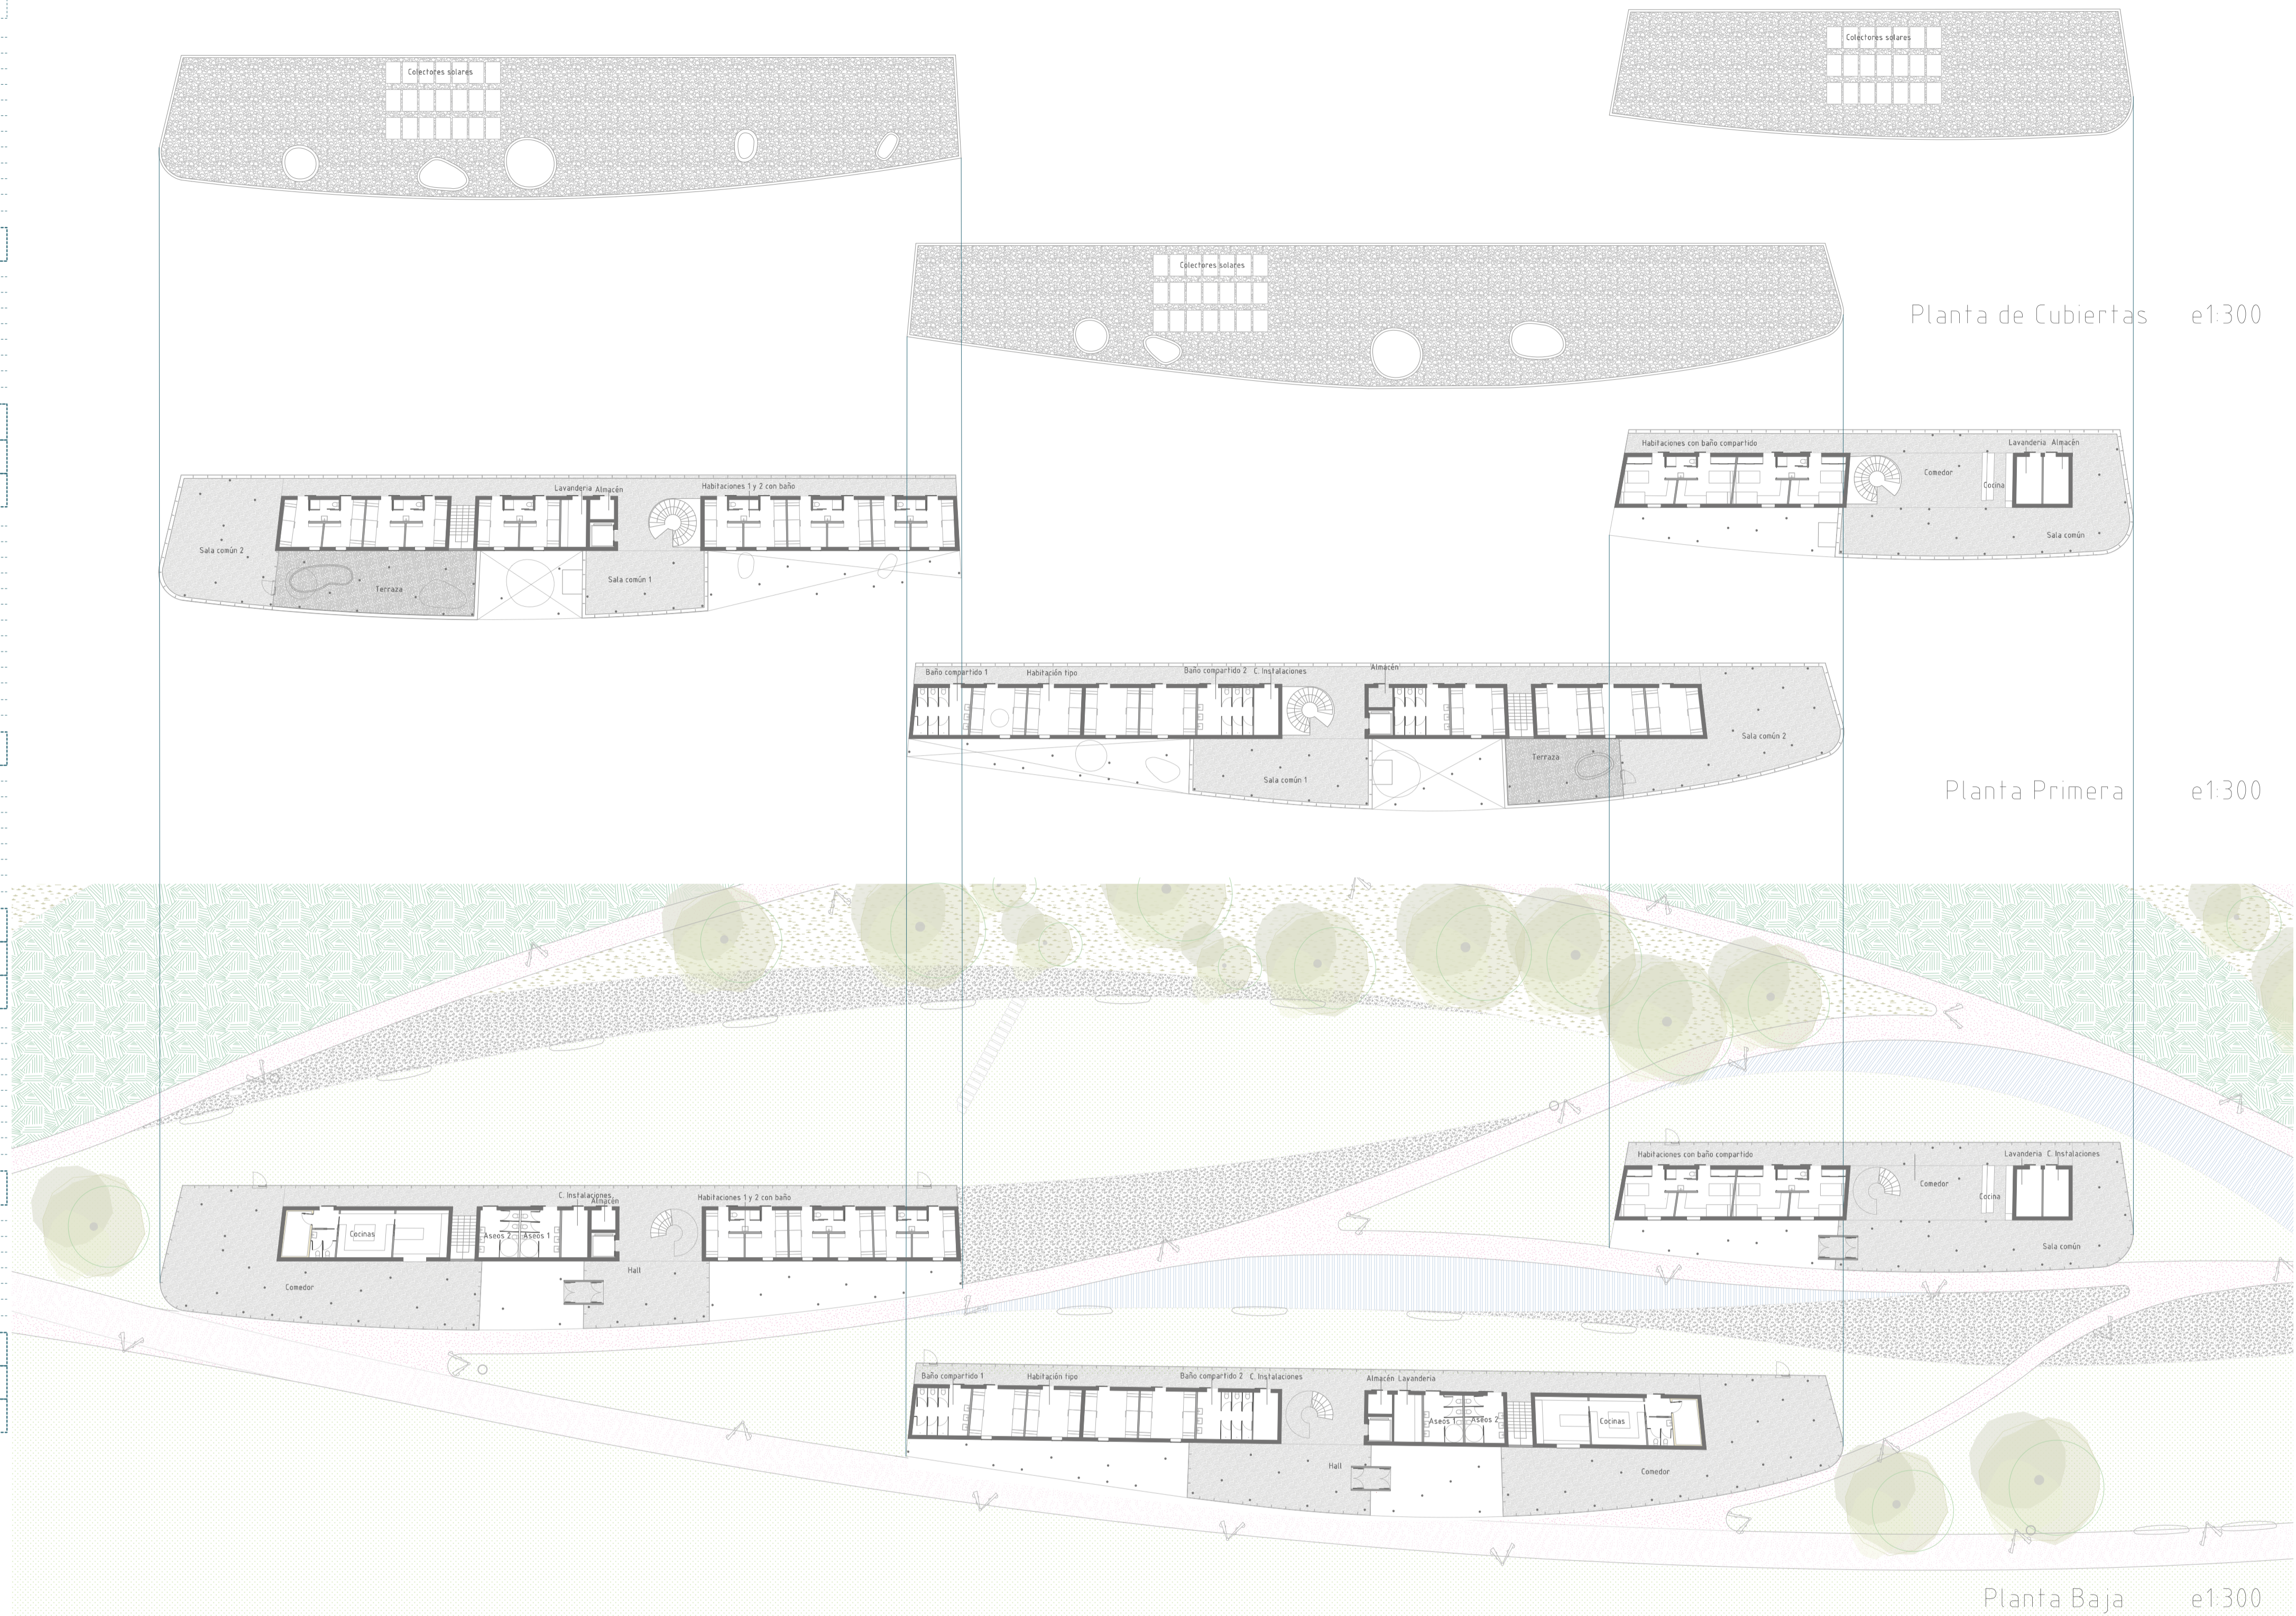 Colectores solares
Colectores solares
Colectores solares
Planta de Cubiertas e1:300
Habitaciones con baño compartido
Lavanderia Almacén
Comedor
Cocina
Sala común
Lavanderia Almacén
Habitaciones 1 y 2 con baño
Sala común 2
Terraza
Sala común 1
Baño compartido 1
Habitación tipo
Baño compartido 2 C. Instalaciones
Almacén
Sala común 2
Terraza
Sala común 1
Planta Primera e1:300
Habitaciones con baño compartido
Lavanderia C. Instalaciones
Comedor
Cocina
Sala común
C. Instalaciones
Almacén
Habitaciones 1 y 2 con baño
Cocinas
Aseos 2 Aseos 1
Hall
Comedor
Baño compartido 1
Habitación tipo
Baño compartido 2 C. Instalaciones
Almacén Lavanderia
Aseos 1 Aseos 2
Cocinas
Hall
Comedor
Planta Baja e1:300